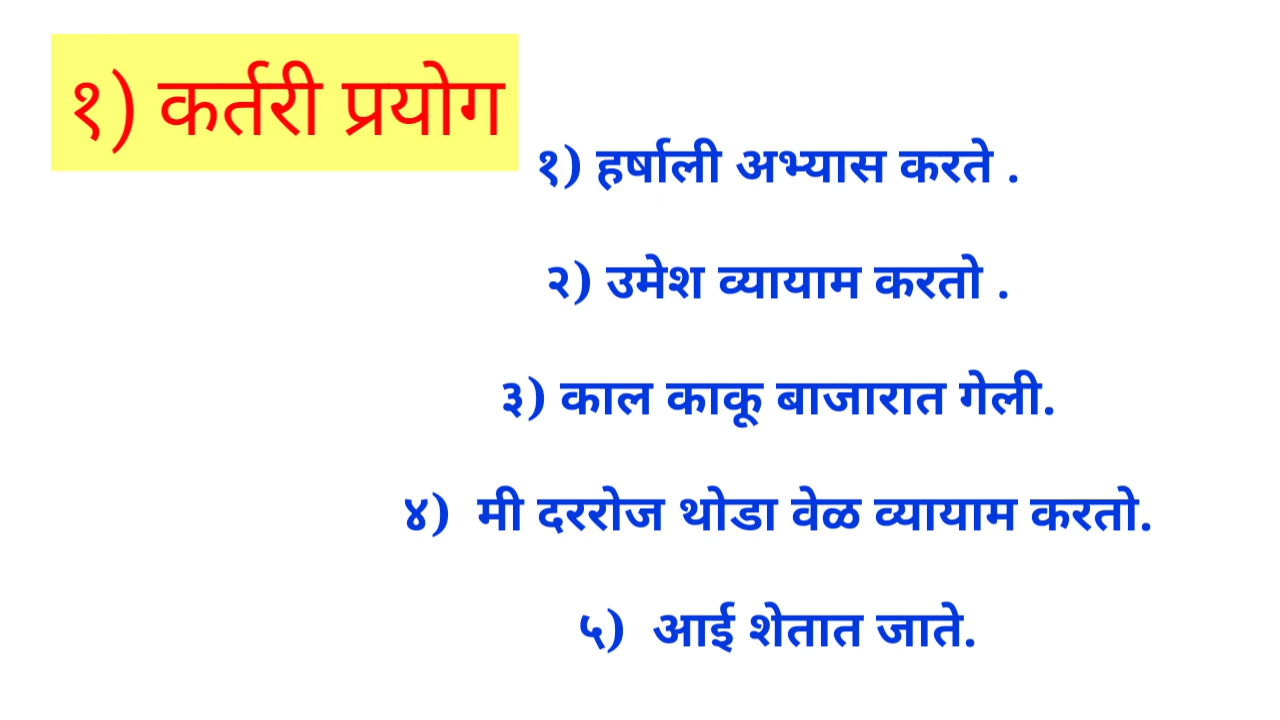 १) कर्तरी प्रयोग
१) हर्षाली अभ्यास करते .
२) उमेश व्यायाम करतो .
३) काल काकू बाजारात गेली.
४) मी दररोज थोडा वेळ व्यायाम करतो.
५) आई शेतात जाते.